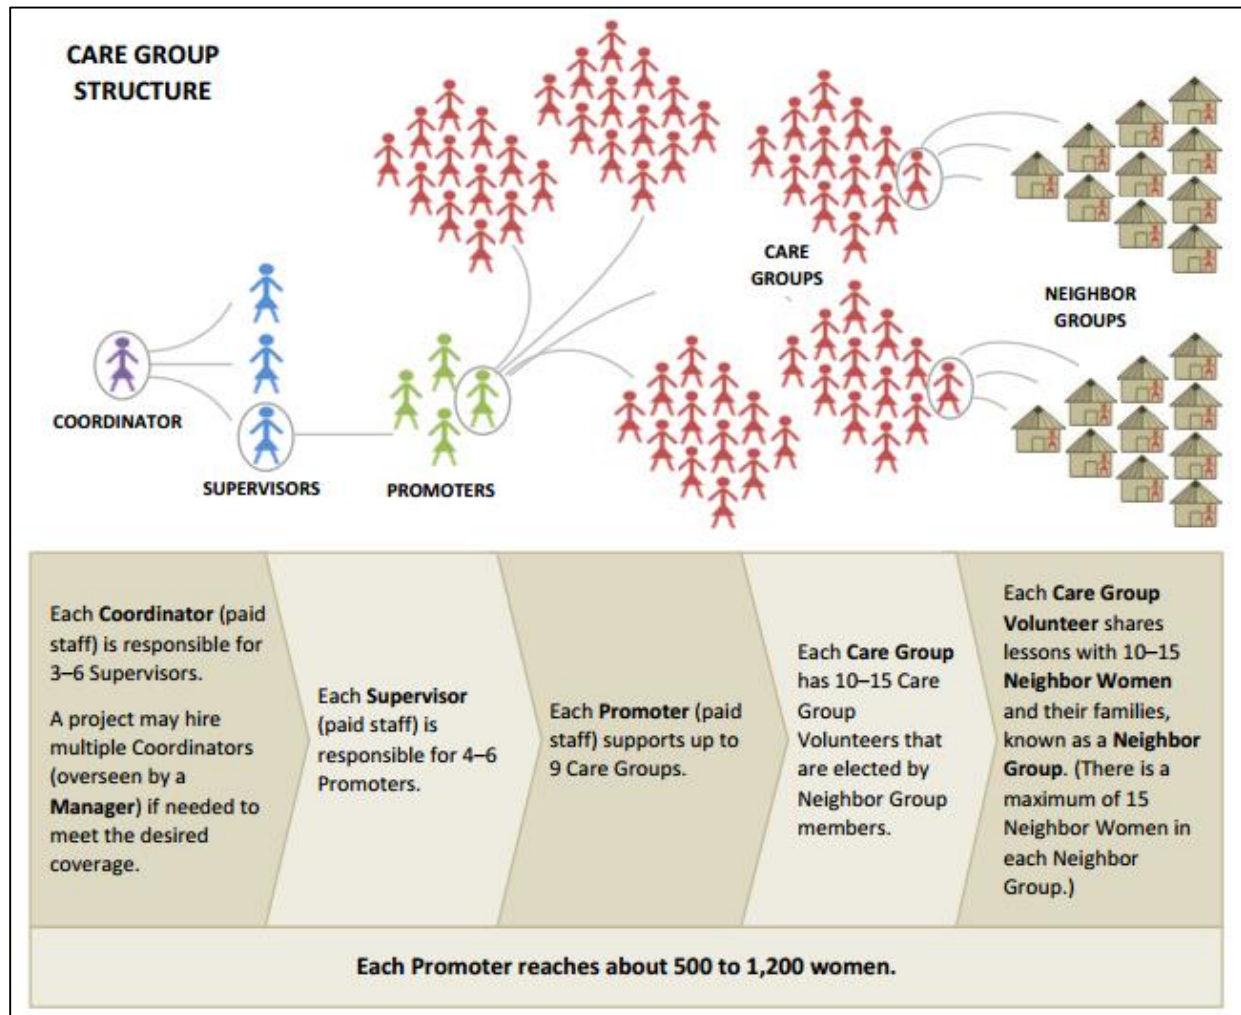 CARE GROUP
STRUCTURE
CARE
GROUPS
NEIGHBOR
GROUPS
COORDINATOR
SUPERVISORS
PROMOTERS
Each Coordinator (paid
staff) is responsible for
3–6 Supervisors.
A project may hire
multiple Coordinators
(overseen by a
Manager) if needed to
meet the desired
coverage.
Each Supervisor
(paid staff) is
responsible for 4–6
Promoters.
Each Promoter (paid
staff) supports up to
9 Care Groups.
Each Care Group
has 10–15 Care
Group
Volunteers that
are elected by
Neighbor Group
members.
Each Care Group
Volunteer shares
lessons with 10–15
Neighbor Women
and their families,
known as a Neighbor
Group. (There is a
maximum of 15
Neighbor Women in
each Neighbor
Group.)
Each Promoter reaches about 500 to 1,200 women.